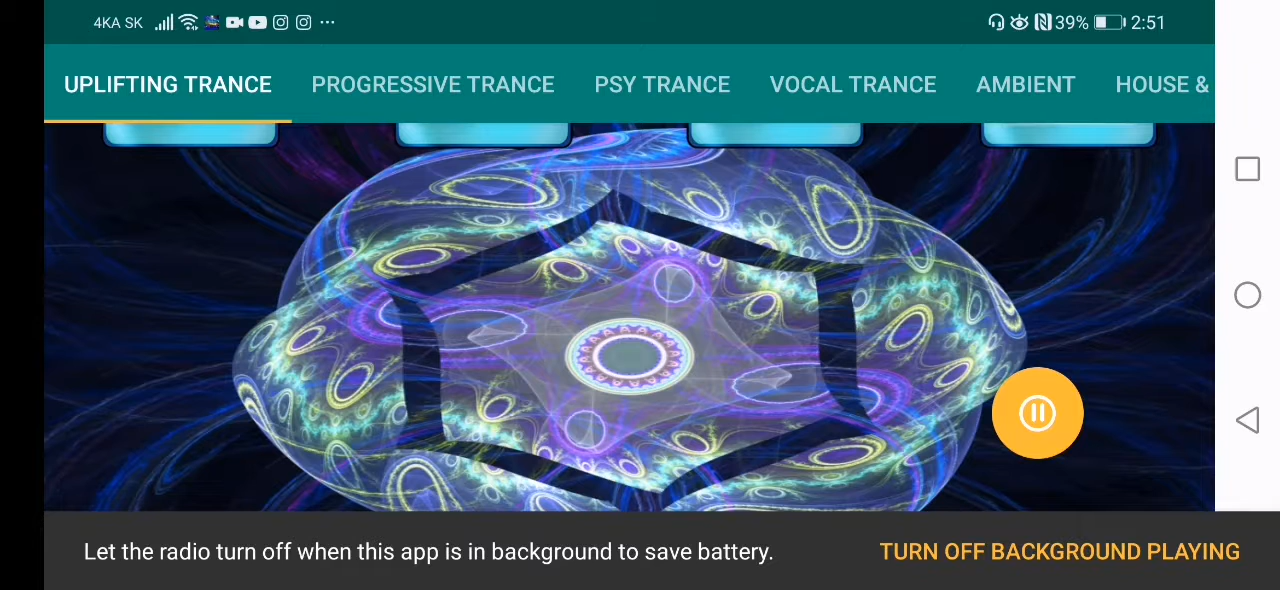 4KA SK 39% 2:51
UPLIFTING TRANCE PROGRESSIVE TRANCE PSY TRANCE VOCAL TRANCE AMBIENT HOUSE &
Let the radio turn off when this app is in background to save battery. TURN OFF BACKGROUND PLAYING